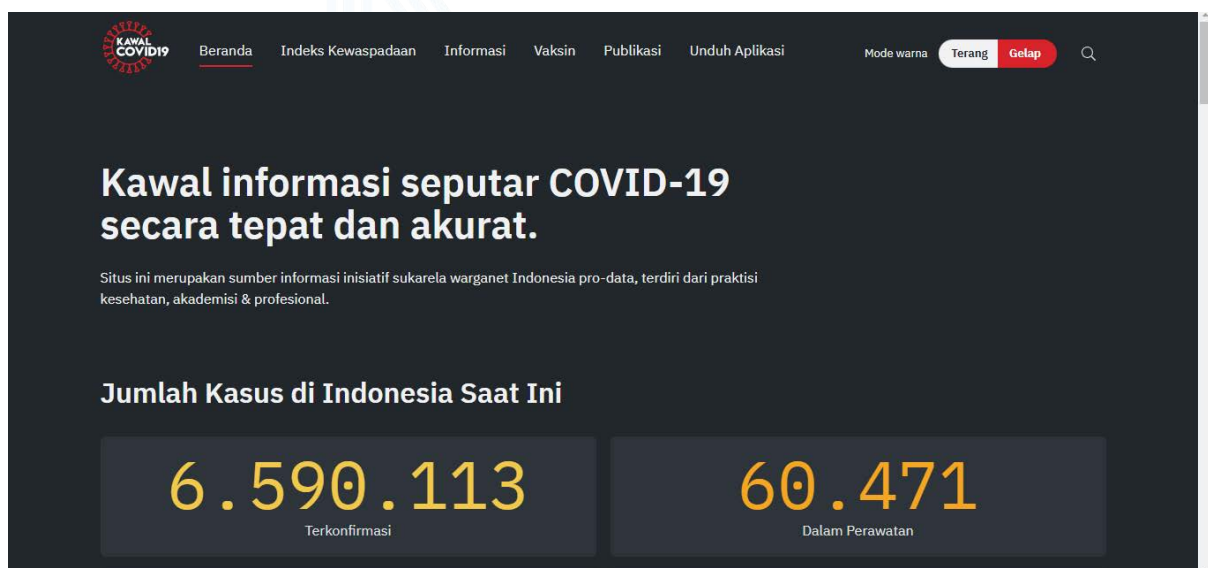 KAWAL
COVID19
Beranda Indeks Kewaspadaan Informasi Vaksin Publikasi Unduh Aplikasi Mode warna Terang Gelap
Kawal informasi seputar COVID-19
secara tepat dan akurat.
Situs ini merupakan sumber informasi inisiatif sukarela warganet Indonesia pro-data, terdiri dari praktisi
kesehatan, akademisi & profesional.
Jumlah Kasus di Indonesia Saat Ini
6.590.113 60.471
Terkonfirmasi Dalam Perawatan